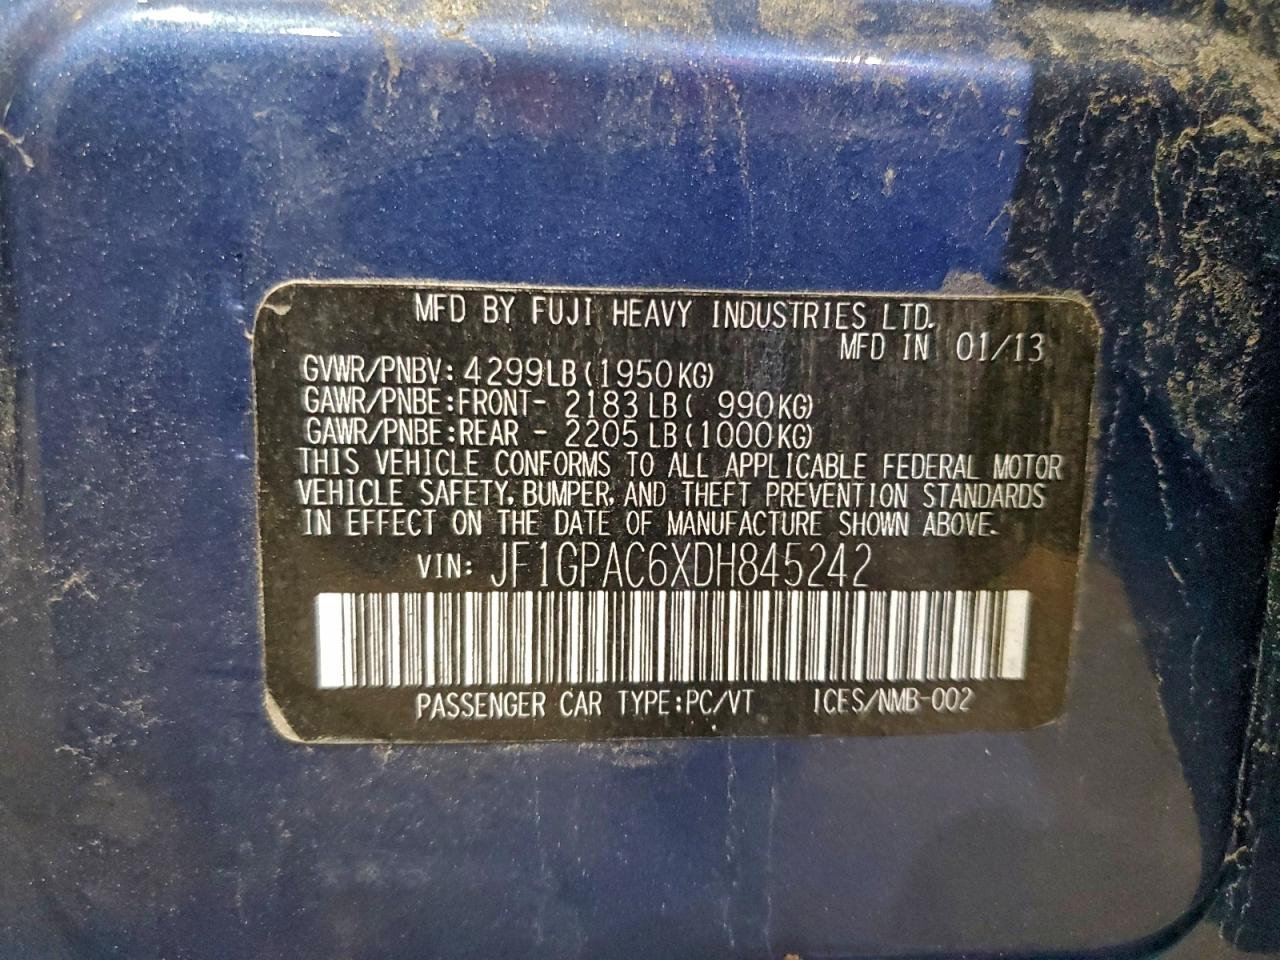 MFD BY FUJI HEAVY INDUSTRIES LTD.
MFD IN 01/13
GVWR/PNBV: 4299LB(1950KG)
GAWR/PNBE:FRONT- 2183LB( 990KG)
GAWR/PNBE:REAR - 2205LB(1000KG)
THIS VEHICLE CONFORMS TO ALL APPLICABLE FEDERAL MOTOR
VEHICLE SAFETY, BUMPER, AND THEFT PREVENTION STANDARDS
IN EFFECT ON THE DATE OF MANUFACTURE SHOWN ABOVE.
VIN: JF1GPAC6XDH845242
PASSENGER CAR TYPE:PC/VT ICES/NMB-002